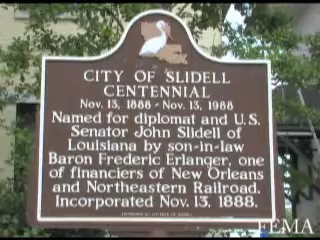 CITY OF SLIDELL
CENTENNIAL
Nov. 13, 1888 - Nov. 13, 1988
Named for diplomat and U.S.
Senator John Slidell of
Louisiana by son-in-law
Baron Frederic Erlanger, one
of financiers of New Orleans
and Northeastern Railroad.
Incorporated Nov. 13, 1888.
FEMA